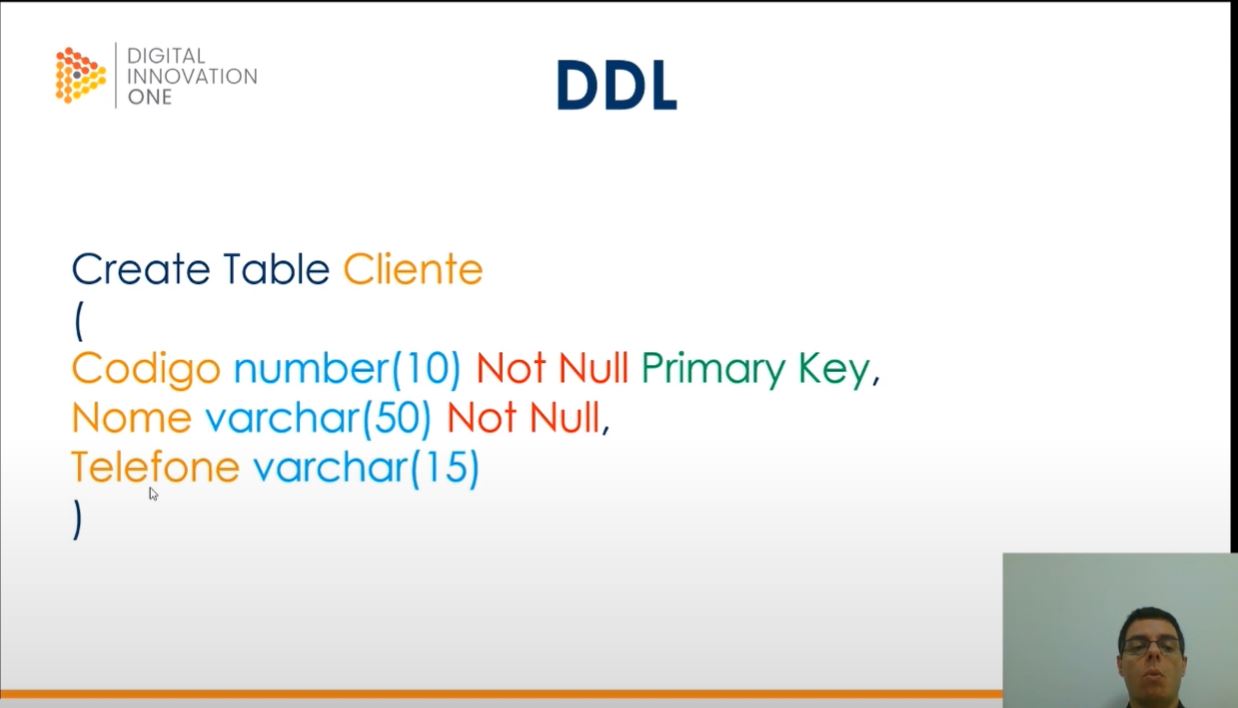 DIGITAL
INNOVATION
ONE
DDL
Create Table Cliente
(
Codigo number(10) Not Null Primary Key,
Nome varchar(50) Not Null,
Telefone varchar(15)
)